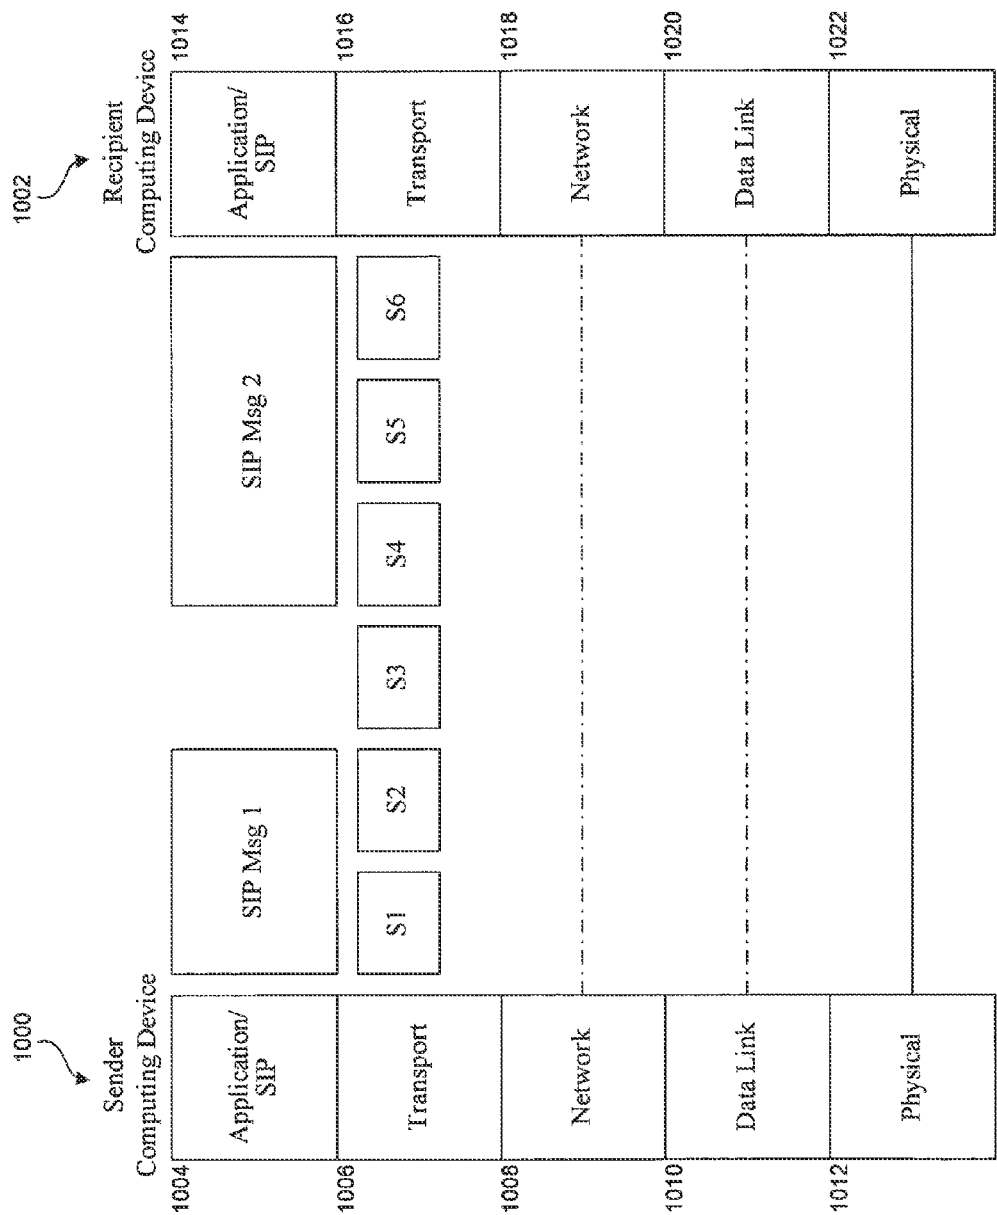 1000
Sender
Computing Device
1004
Application/
SIP
1006
Transport
1008
Network
1010
Data Link
1012
Physical
SIP Msg 1
SIP Msg 2
S1
S2
S3
S4
S5
S6
1002
Recipient
Computing Device
Application/
SIP
1014
Transport
1016
Network
1018
Data Link
1020
Physical
1022